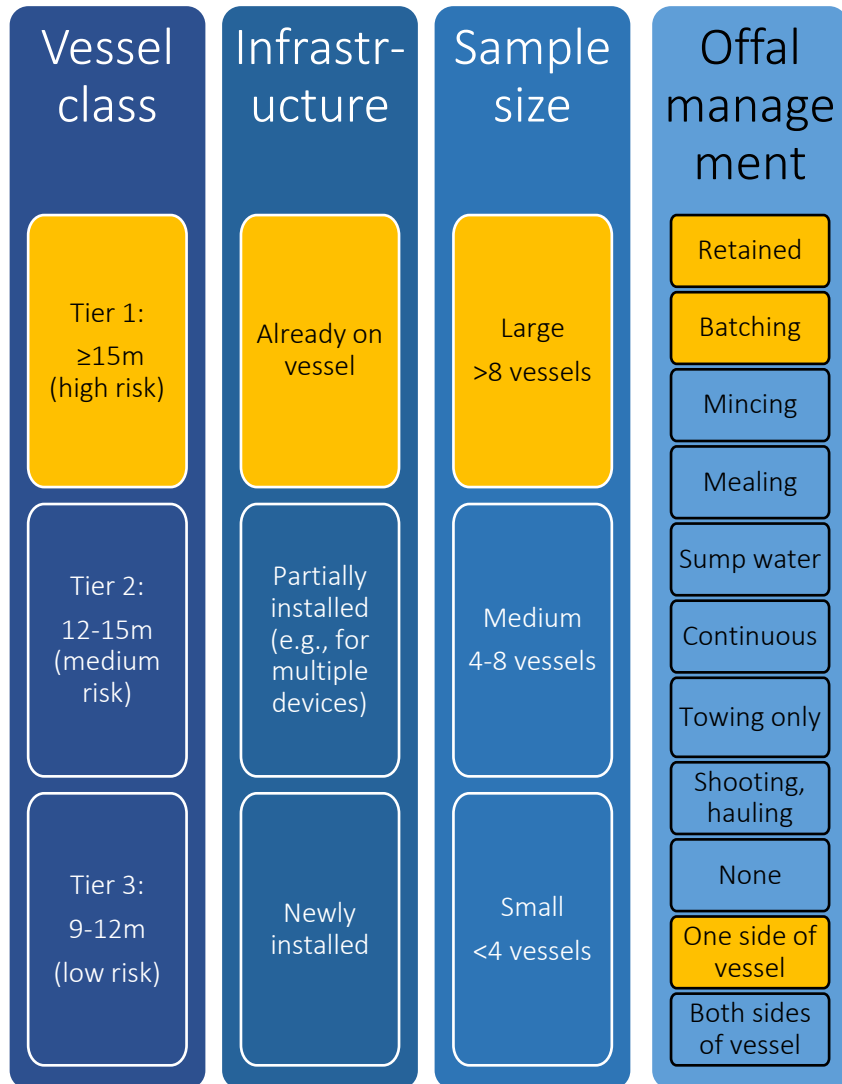 Vessel
class
Tier 1:
≥15m
(high risk)
Tier 2:
12-15m
(medium
risk)
Tier 3:
9-12m
(low risk)
Infrastr-
ucture
Already on
vessel
Partially
installed
(e.g., for
multiple
devices)
Newly
installed
Sample
size
Large
>8 vessels
Medium
4-8 vessels
Small
<4 vessels
Offal
manage
ment
Retained
Batching
Mincing
Mealing
Sump water
Continuous
Towing only
Shooting,
hauling
None
One side of
vessel
Both sides
of vessel